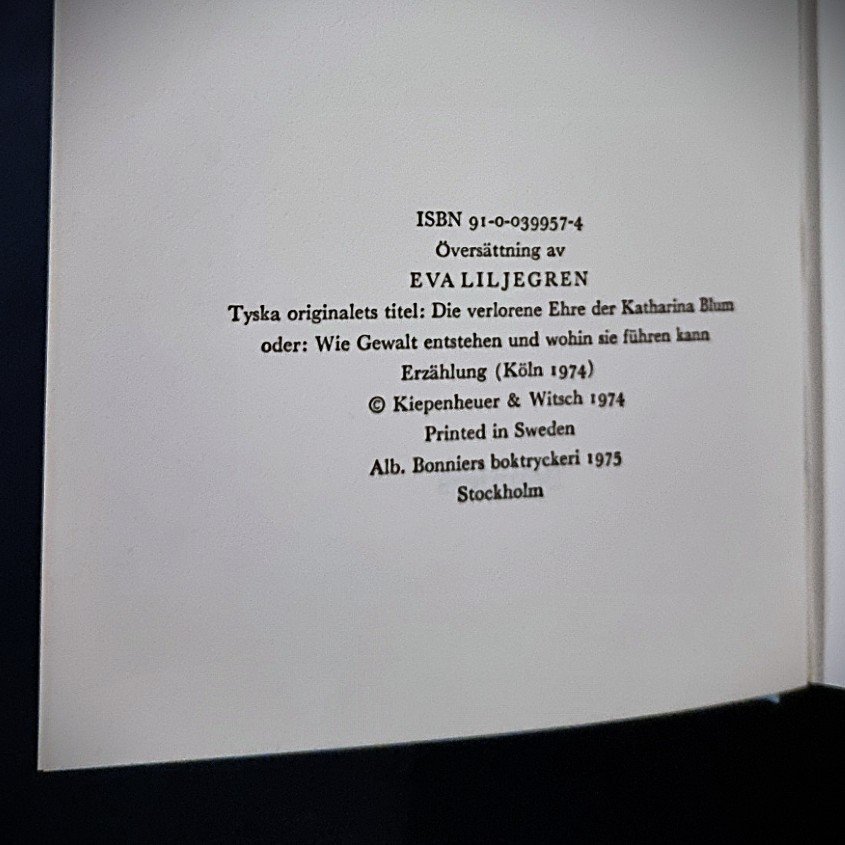 ISBN 91-0-039957-4
Översättning av
EVA LILJEGREN
Tyska originalets titel: Die verlorene Ehre der Katharina Blum
oder: Wie Gewalt entstehen und wohin sie führen kann
Erzählung (Köln 1974)
© Kiepenheuer & Witsch 1974
Printed in Sweden
Alb. Bonniers boktryckeri 1975
Stockholm